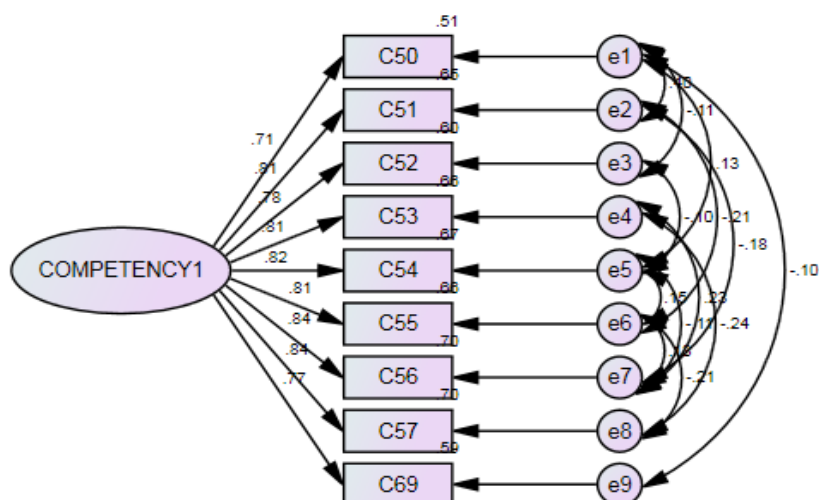 .51
C50
e1
.65
C51
e2
-.11
.71
.60
C52
e3
.13
.81
.78
.66
C53
e4
-.10
-.21
.81
.67
-.18
COMPETENCY1
.82
C54
e5
-.10
.81
.66
.15
.23
C55
e6
-.11
-.24
.84
.70
.84
C56
e7
-.21
.77
.70
C57
e8
.59
C69
e9